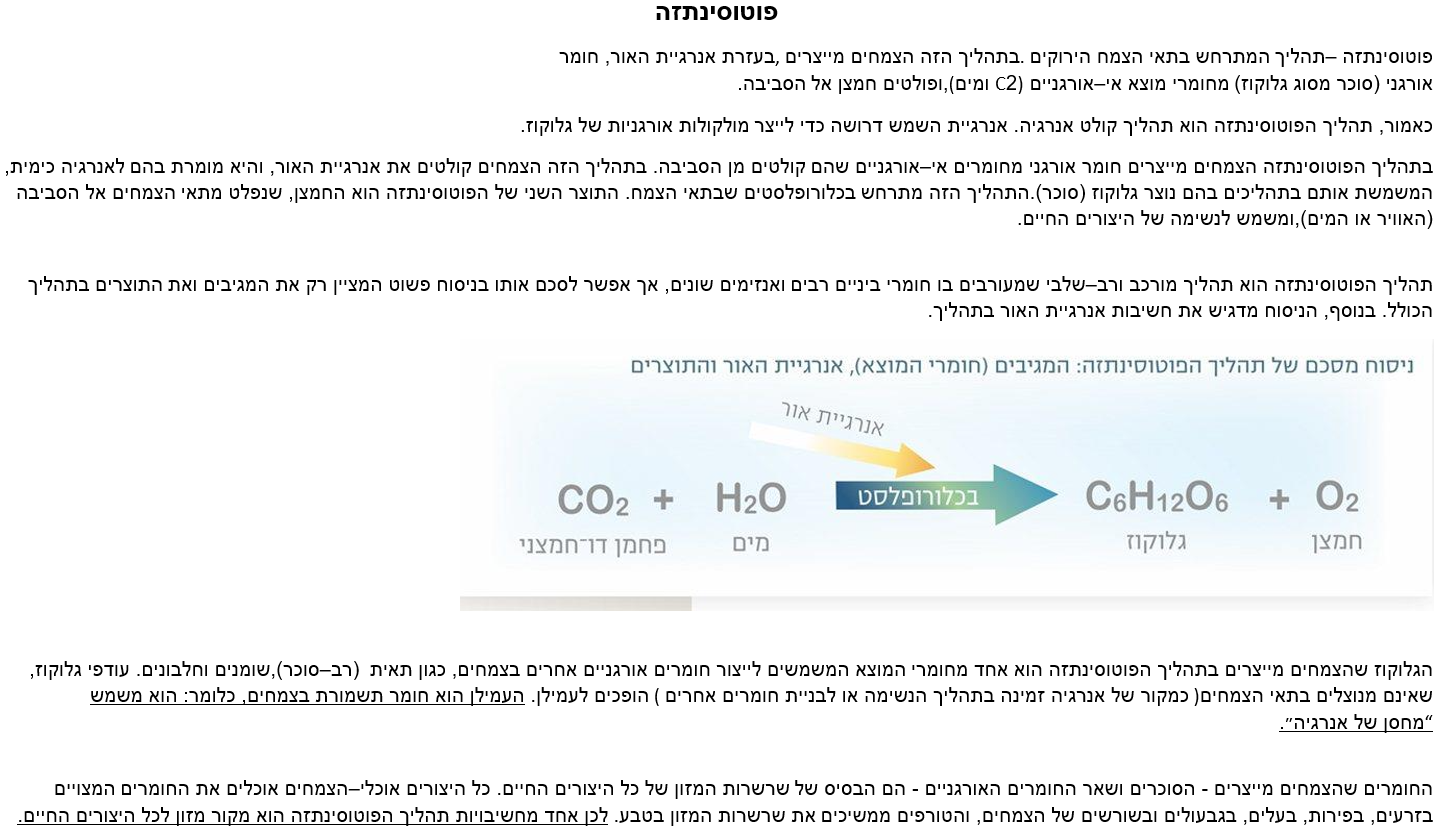 פוטוסינתזה
פוטוסינתזה –תהליך המתרחש בתאי הצמח הירוקים .בתהליך הזה הצמחים מייצרים ,בעזרת אנרגיית האור, חומר
אורגני (סוכר מסוג גלוקוז) מחומרי מוצא אי–אורגניים (C2 ומים),ופולטים חמצן אל הסביבה.
כאמור, תהליך הפוטוסינתזה הוא תהליך קולט אנרגיה. אנרגיית השמש דרושה כדי לייצר מולקולות אורגניות של גלוקוז.
בתהליך הפוטוסינתזה הצמחים מייצרים חומר אורגני מחומרים אי–אורגניים שהם קולטים מן הסביבה. בתהליך הזה הצמחים קולטים את אנרגיית האור, והיא מומרת בהם לאנרגיה כימית,
המשמשת אותם בתהליכים בהם נוצר גלוקוז (סוכר).התהליך הזה מתרחש בכלורופלסטים שבתאי הצמח. התוצר השני של הפוטוסינתזה הוא החמצן, שנפלט מתאי הצמחים אל הסביבה
(האוויר או המים),ומשמש לנשימה של היצורים החיים.
תהליך הפוטוסינתזה הוא תהליך מורכב ורב–שלבי שמעורבים בו חומרי ביניים רבים ואנזימים שונים, אך אפשר לסכם אותו בניסוח פשוט המציין רק את המגיבים ואת התוצרים בתהליך
הכולל. בנוסף, הניסוח מדגיש את חשיבות אנרגיית האור בתהליך.
ניסוח מסכם של תהליך הפוטוסינתזה: המגיבים (חומרי המוצא), אנרגיית האור והתוצרים
אנרגיית אור
CO2 + H2O בכלורופלסט C6H12O6 + O2
פחמן דו־חמצני מים גלוקוז חמצן
הגלוקוז שהצמחים מייצרים בתהליך הפוטוסינתזה הוא אחד מחומרי המוצא המשמשים לייצור חומרים אורגניים אחרים בצמחים, כגון תאית (רב–סוכר),שומנים וחלבונים. עודפי גלוקוז,
שאינם מנוצלים בתאי הצמחים( כמקור של אנרגיה זמינה בתהליך הנשימה או לבניית חומרים אחרים ) הופכים לעמילן. העמילן הוא חומר תשמורת בצמחים, כלומר: הוא משמש
“מחסן של אנרגיה״.
החומרים שהצמחים מייצרים - הסוכרים ושאר החומרים האורגניים - הם הבסיס של שרשרות המזון של כל היצורים החיים. כל היצורים אוכלי–הצמחים אוכלים את החומרים המצויים
בזרעים, בפירות, בעלים, בגבעולים ובשורשים של הצמחים, והטורפים ממשיכים את שרשרות המזון בטבע. לכן אחד מחשיבויות תהליך הפוטוסינתזה הוא מקור מזון לכל היצורים החיים.